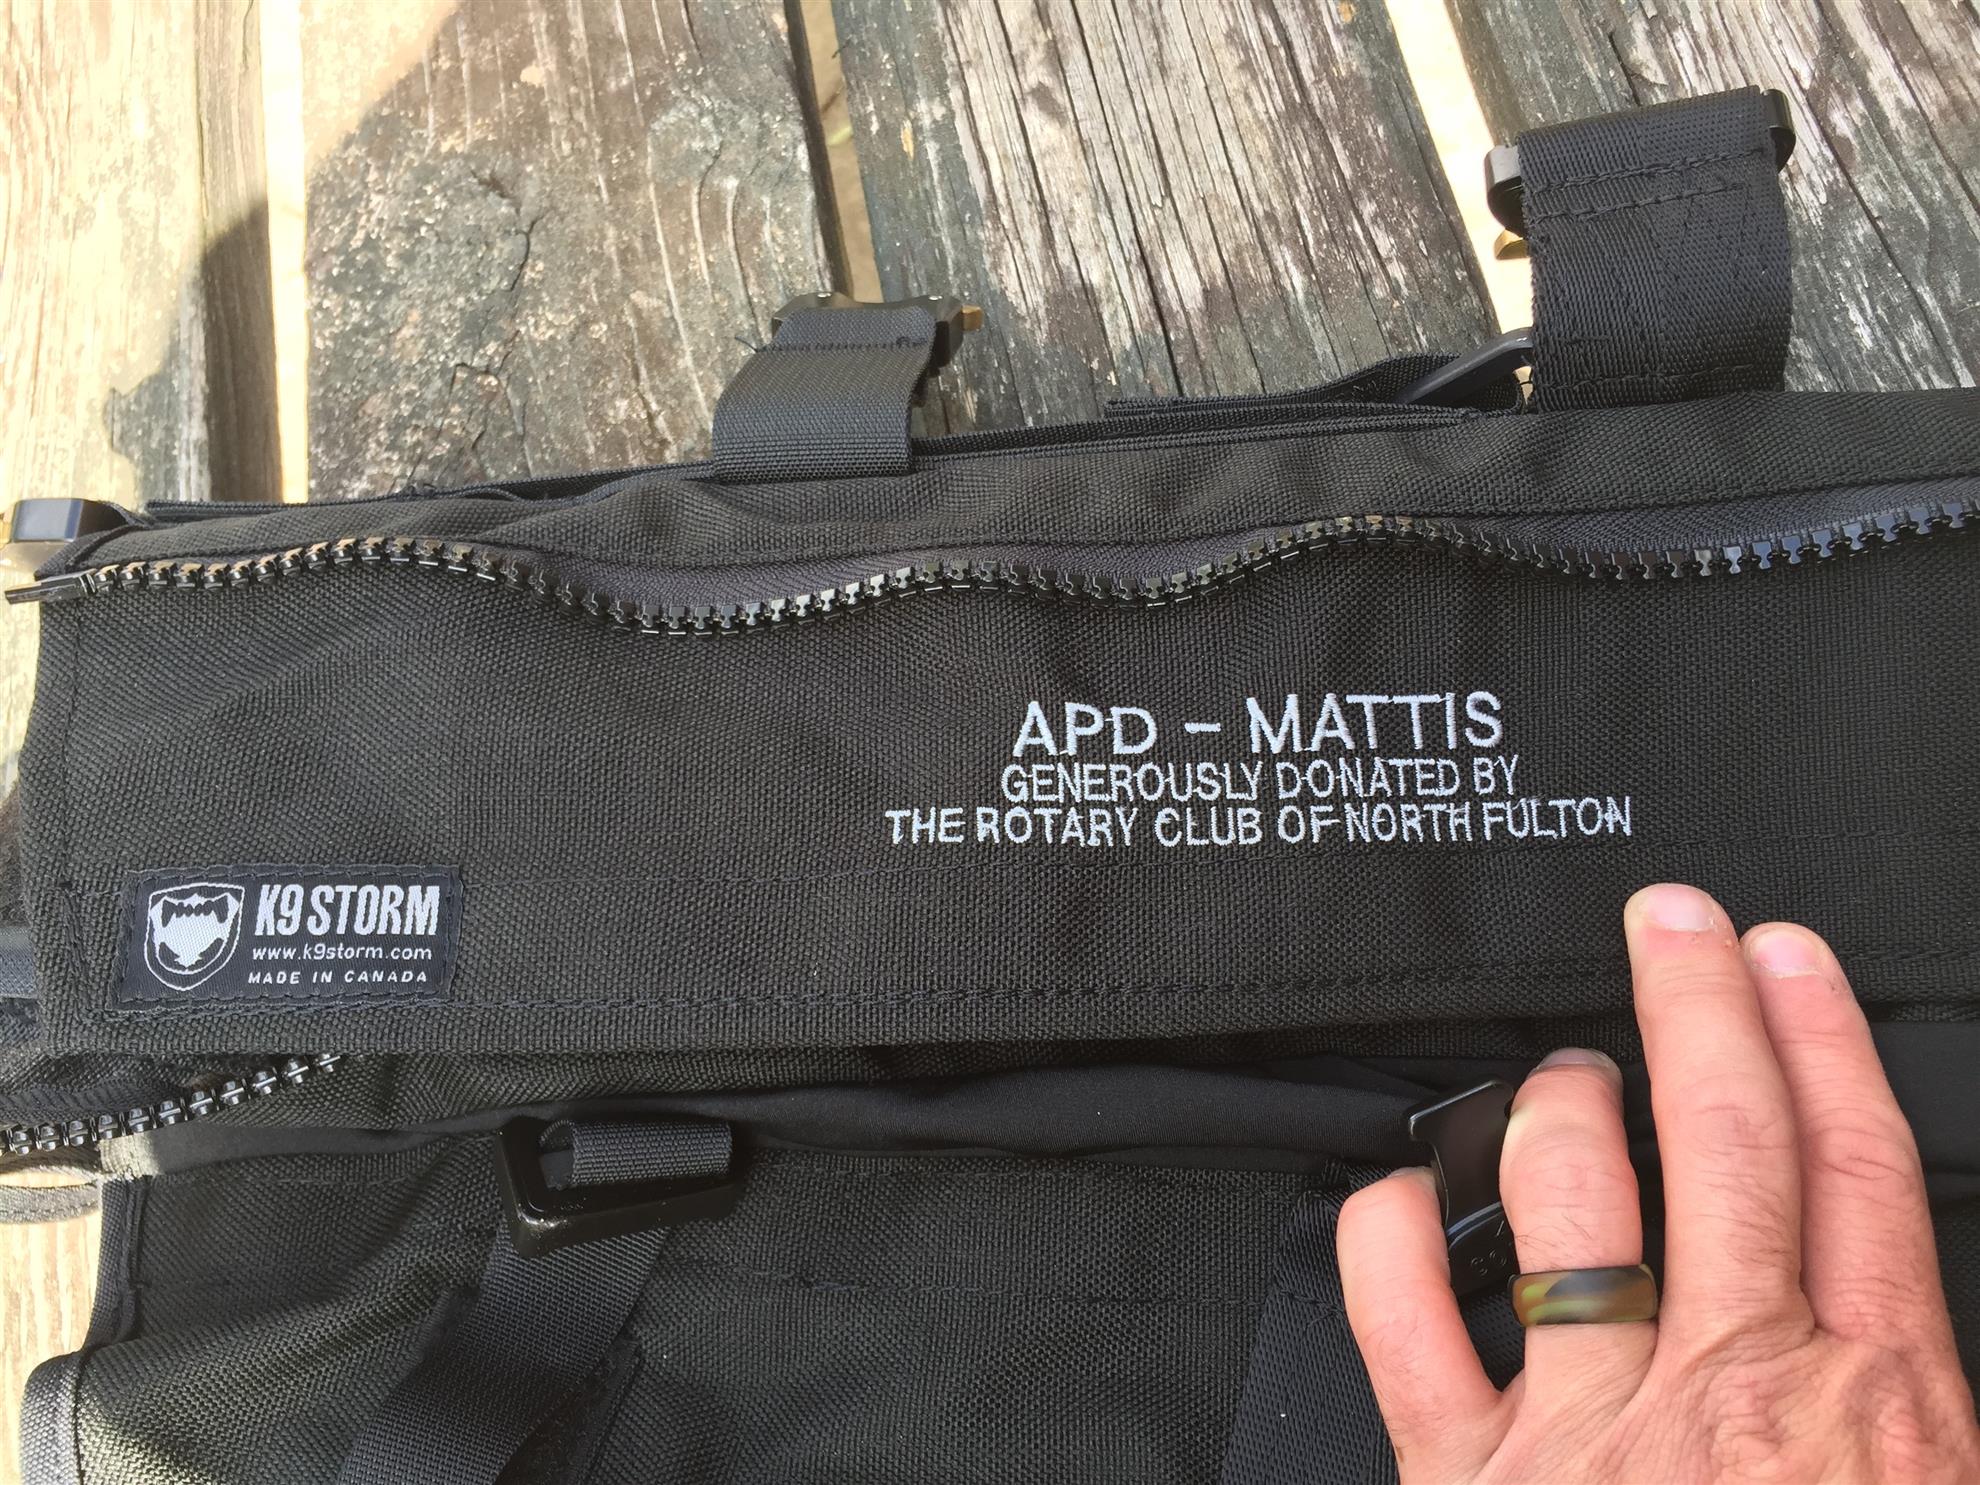 APD - MATTIS
GENEROUSLY DONATED BY
THE ROTARY CLUB OF NORTH FULTON
K9 STORM
www.k9storm.com
MADE IN CANADA